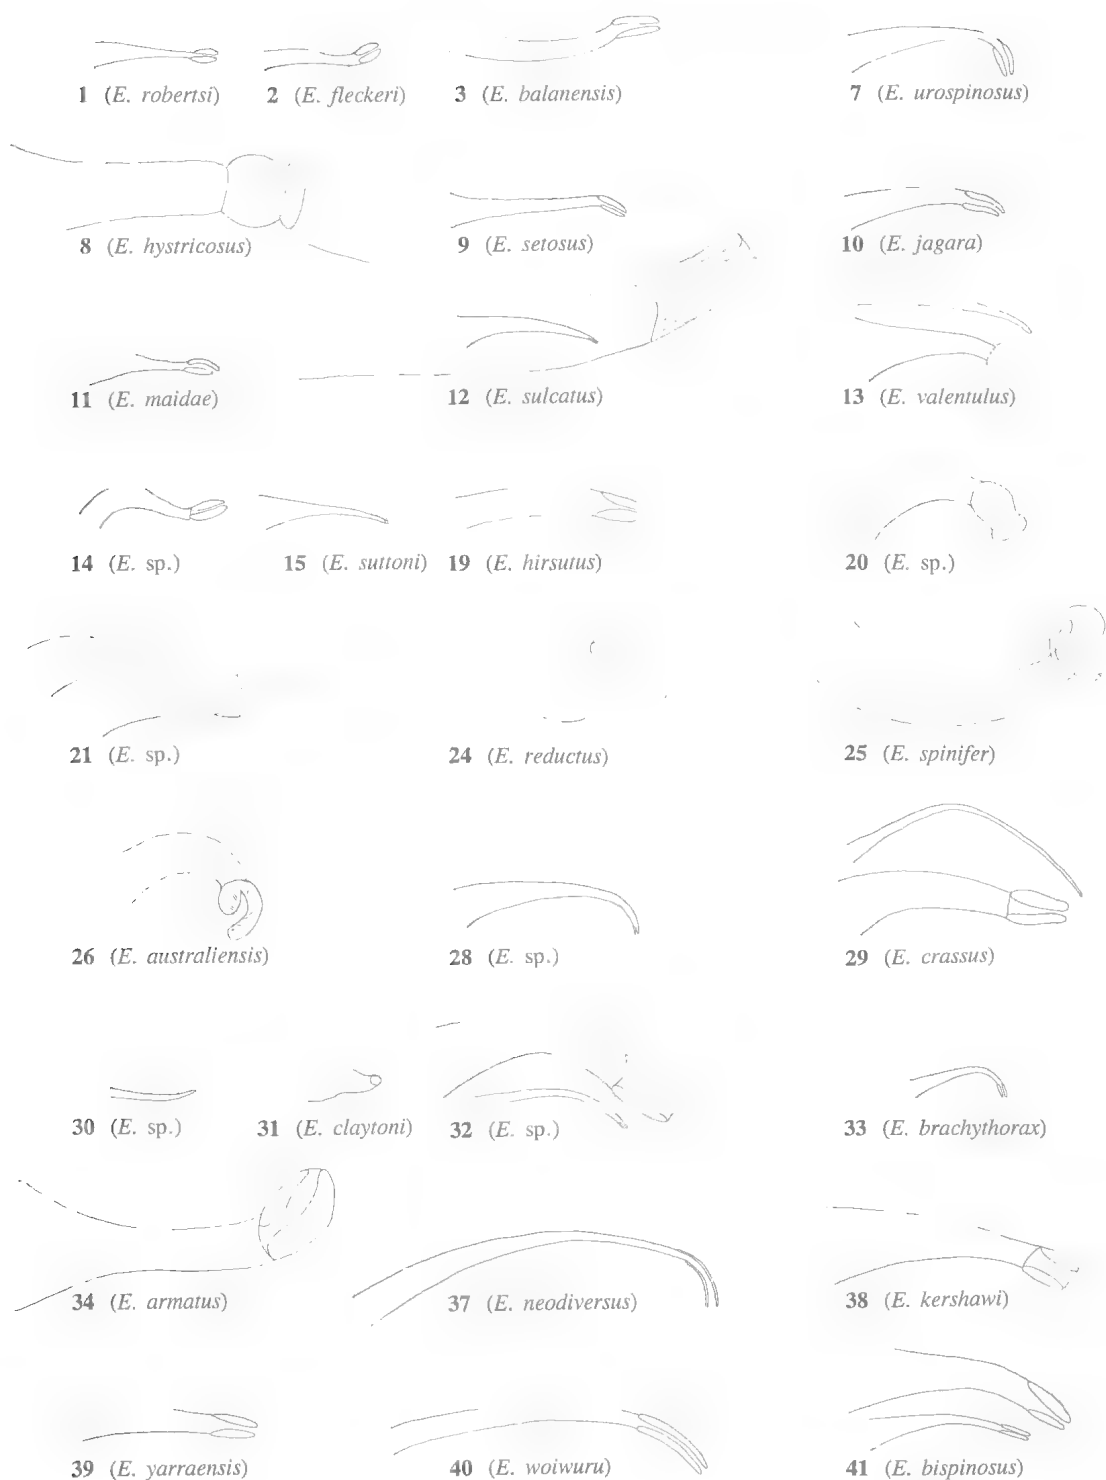 1 (E. robertsi) 2 (E. fleckeri) 3 (E. balanensis) 7 (E. urospinosus)
8 (E. hystricosus) 9 (E. setosus) 10 (E. jagara)
11 (E. maidae) 12 (E. sulcatus) 13 (E. valentulus)
14 (E. sp.) 15 (E. suttoni) 19 (E. hirsutus) 20 (E. sp.)
21 (E. sp.) 24 (E. reductus) 25 (E. spinifer)
26 (E. australiensis) 28 (E. sp.) 29 (E. crassus)
30 (E. sp.) 31 (E. claytoni) 32 (E. sp.) 33 (E. brachythorax)
34 (E. armatus) 37 (E. neodiversus) 38 (E. kershawi)
39 (E. yarraensis) 40 (E. woiwuru) 41 (E. bispinosus)